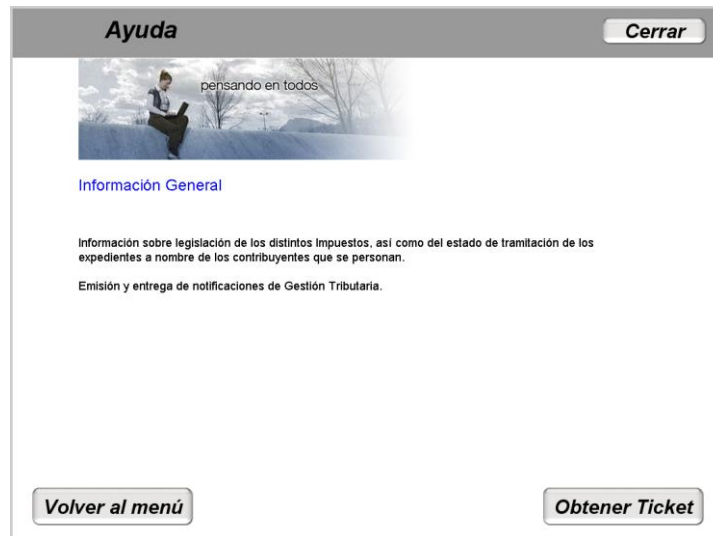 Ayuda
Cerrar
pensando en todos
Información General
Información sobre legislación de los distintos Impuestos, así como del estado de tramitación de los
expedientes a nombre de los contribuyentes que se personan.
Emisión y entrega de notificaciones de Gestión Tributaria.
Volver al menú
Obtener Ticket